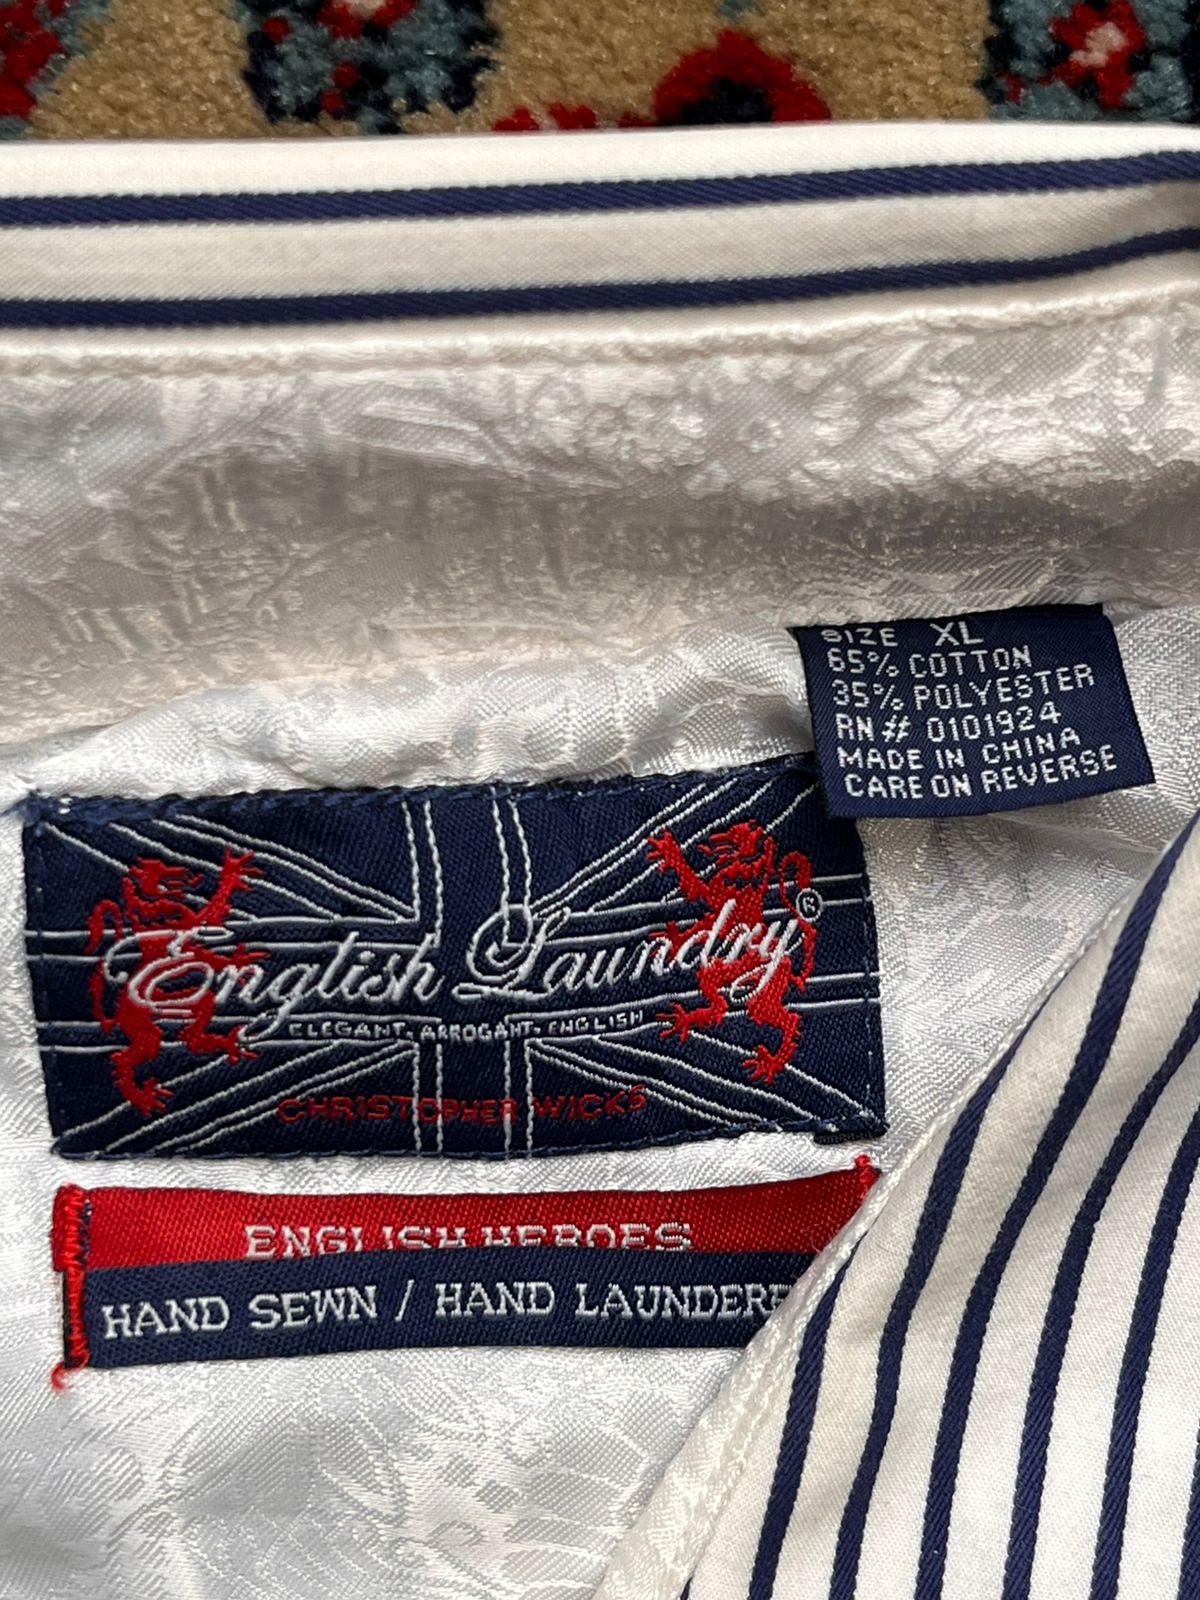 SIZE XL
65% COTTON
35% POLYESTER
RN # 0101924
MADE IN CHINA
CARE ON REVERSE
English Laundry®
ELEGANT. ARROGANT. ENGLISH
CHRISTOPHER WICKS
ENGLISH HEROES
HAND SEWN / HAND LAUNDERE